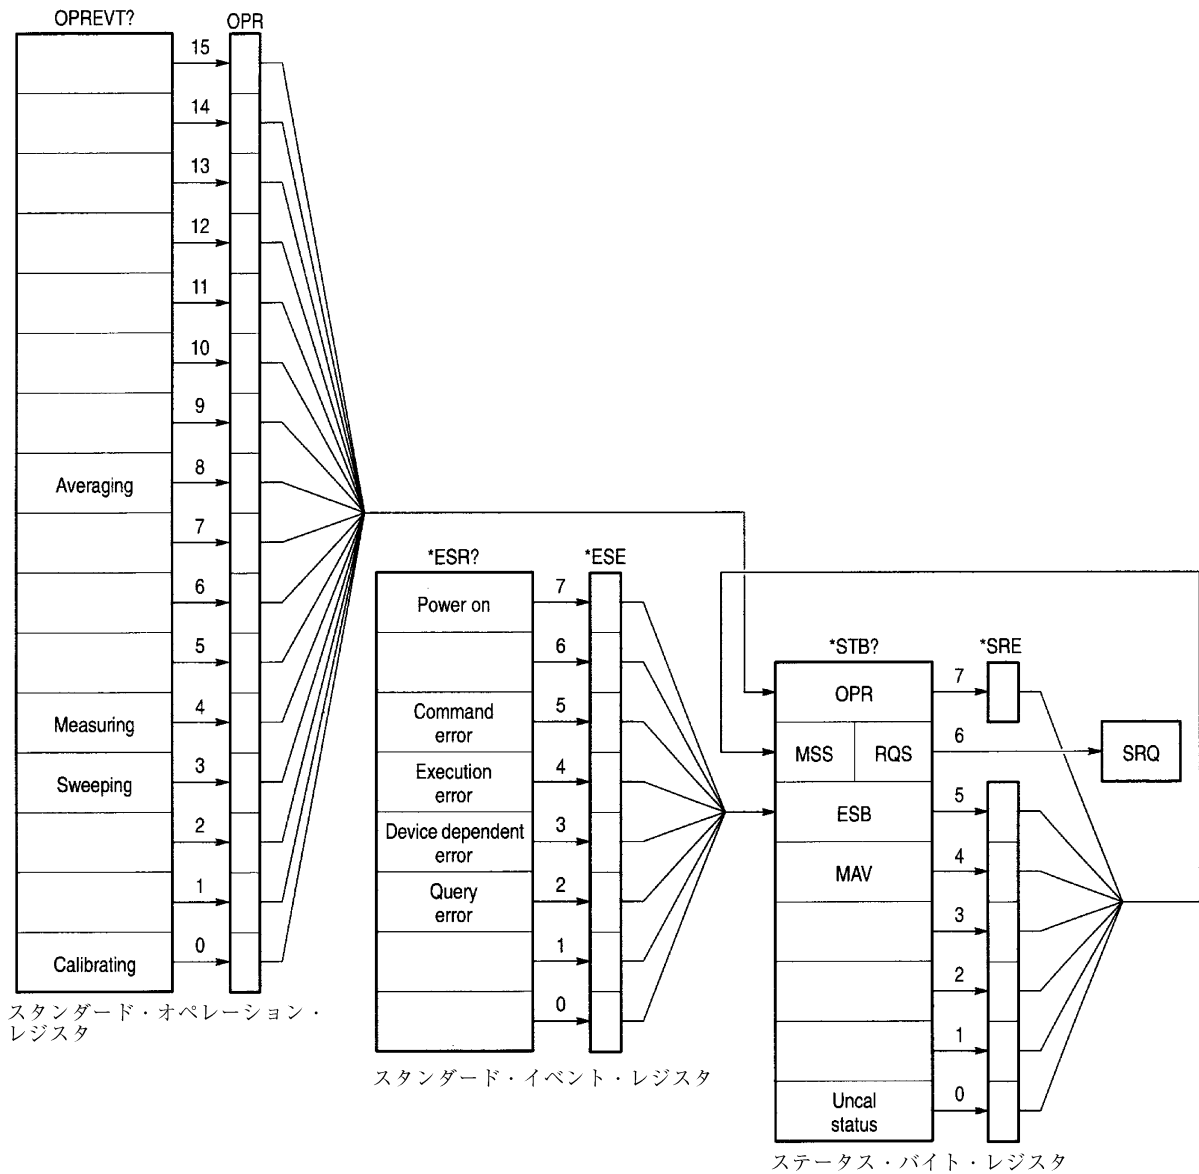 OPREVT?
OPR
15
14
13
12
11
10
9
Averaging
8
7
6
5
Measuring
4
Sweeping
3
2
1
Calibrating
0
スタンダード・オペレーション・
レジスタ
*ESR?
*ESE
Power on
7
6
Command
error
5
Execution
error
4
Device dependent
error
3
Query
error
2
1
0
スタンダード・イベント・レジスタ
*STB?
*SRE
OPR
7
MSS
RQS
6
SRQ
ESB
5
MAV
4
3
2
1
Uncal
status
0
ステータス・バイト・レジスタ